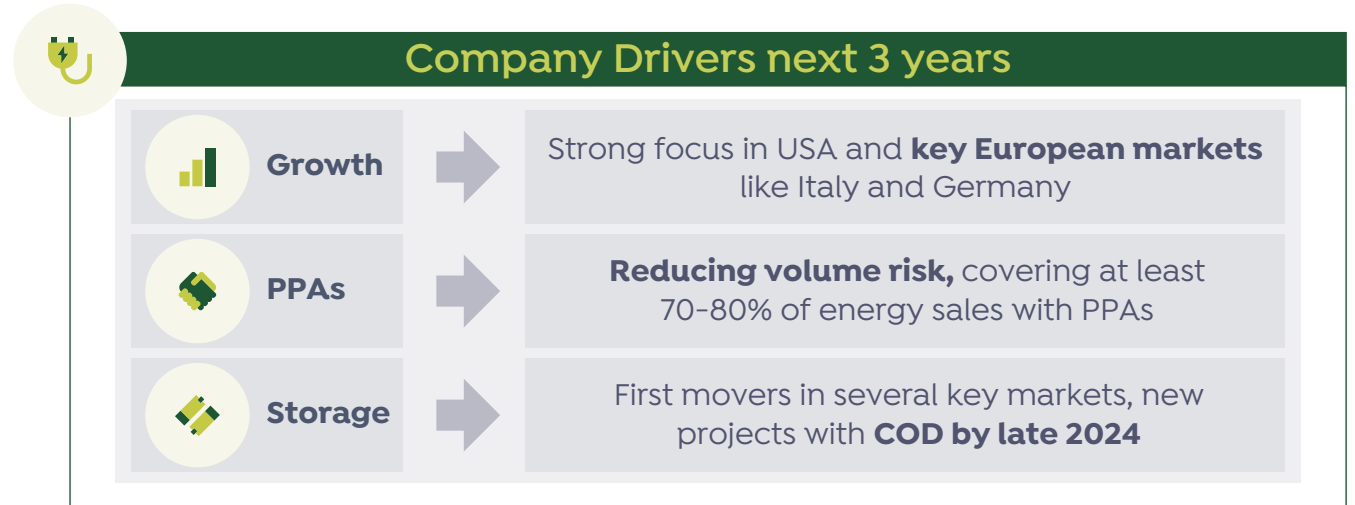 Company Drivers next 3 years
Growth
Strong focus in USA and key European markets
like Italy and Germany
PPAs
Reducing volume risk, covering at least
70-80% of energy sales with PPAs
Storage
First movers in several key markets, new
projects with COD by late 2024